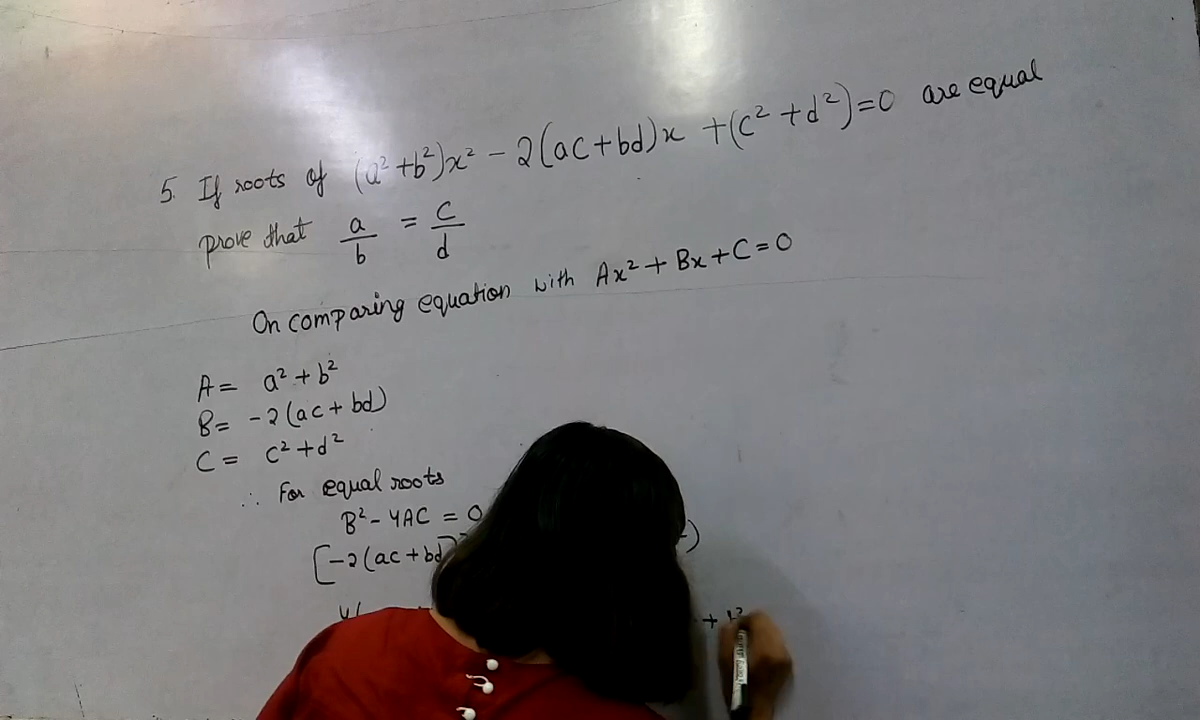 5. If roots of (a² + b²)x² - 2(ac + bd)x + (c² + d²) = 0 are equal
prove that a/b = c/d
On comparing equation with Ax² + Bx + C = 0
A = a² + b²
B = -2(ac + bd)
C = c² + d²
∴ For equal roots
B² - 4AC = 0
[-2(ac + bd)
4( +